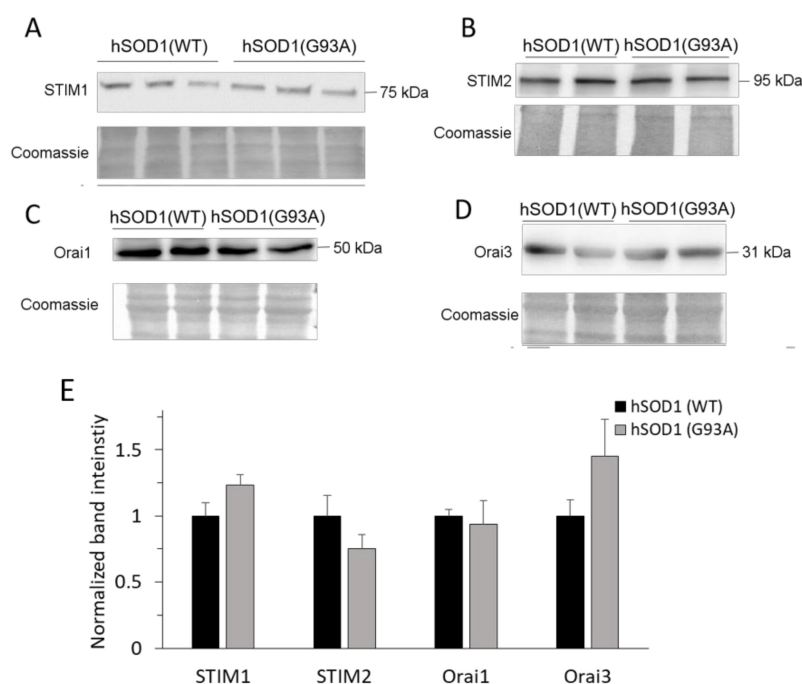 A
hSOD1(WT) hSOD1(G93A)
STIM1
75 kDa
Coomassie
B
hSOD1(WT) hSOD1(G93A)
STIM2
95 kDa
Coomassie
C
hSOD1(WT) hSOD1(G93A)
Orai1
50 kDa
Coomassie
D
hSOD1(WT) hSOD1(G93A)
Orai3
31 kDa
Coomassie
E
hSOD1 (WT)
hSOD1 (G93A)
Normalized band inteinstiy
1.5
1
0.5
0
STIM1 STIM2 Orai1 Orai3